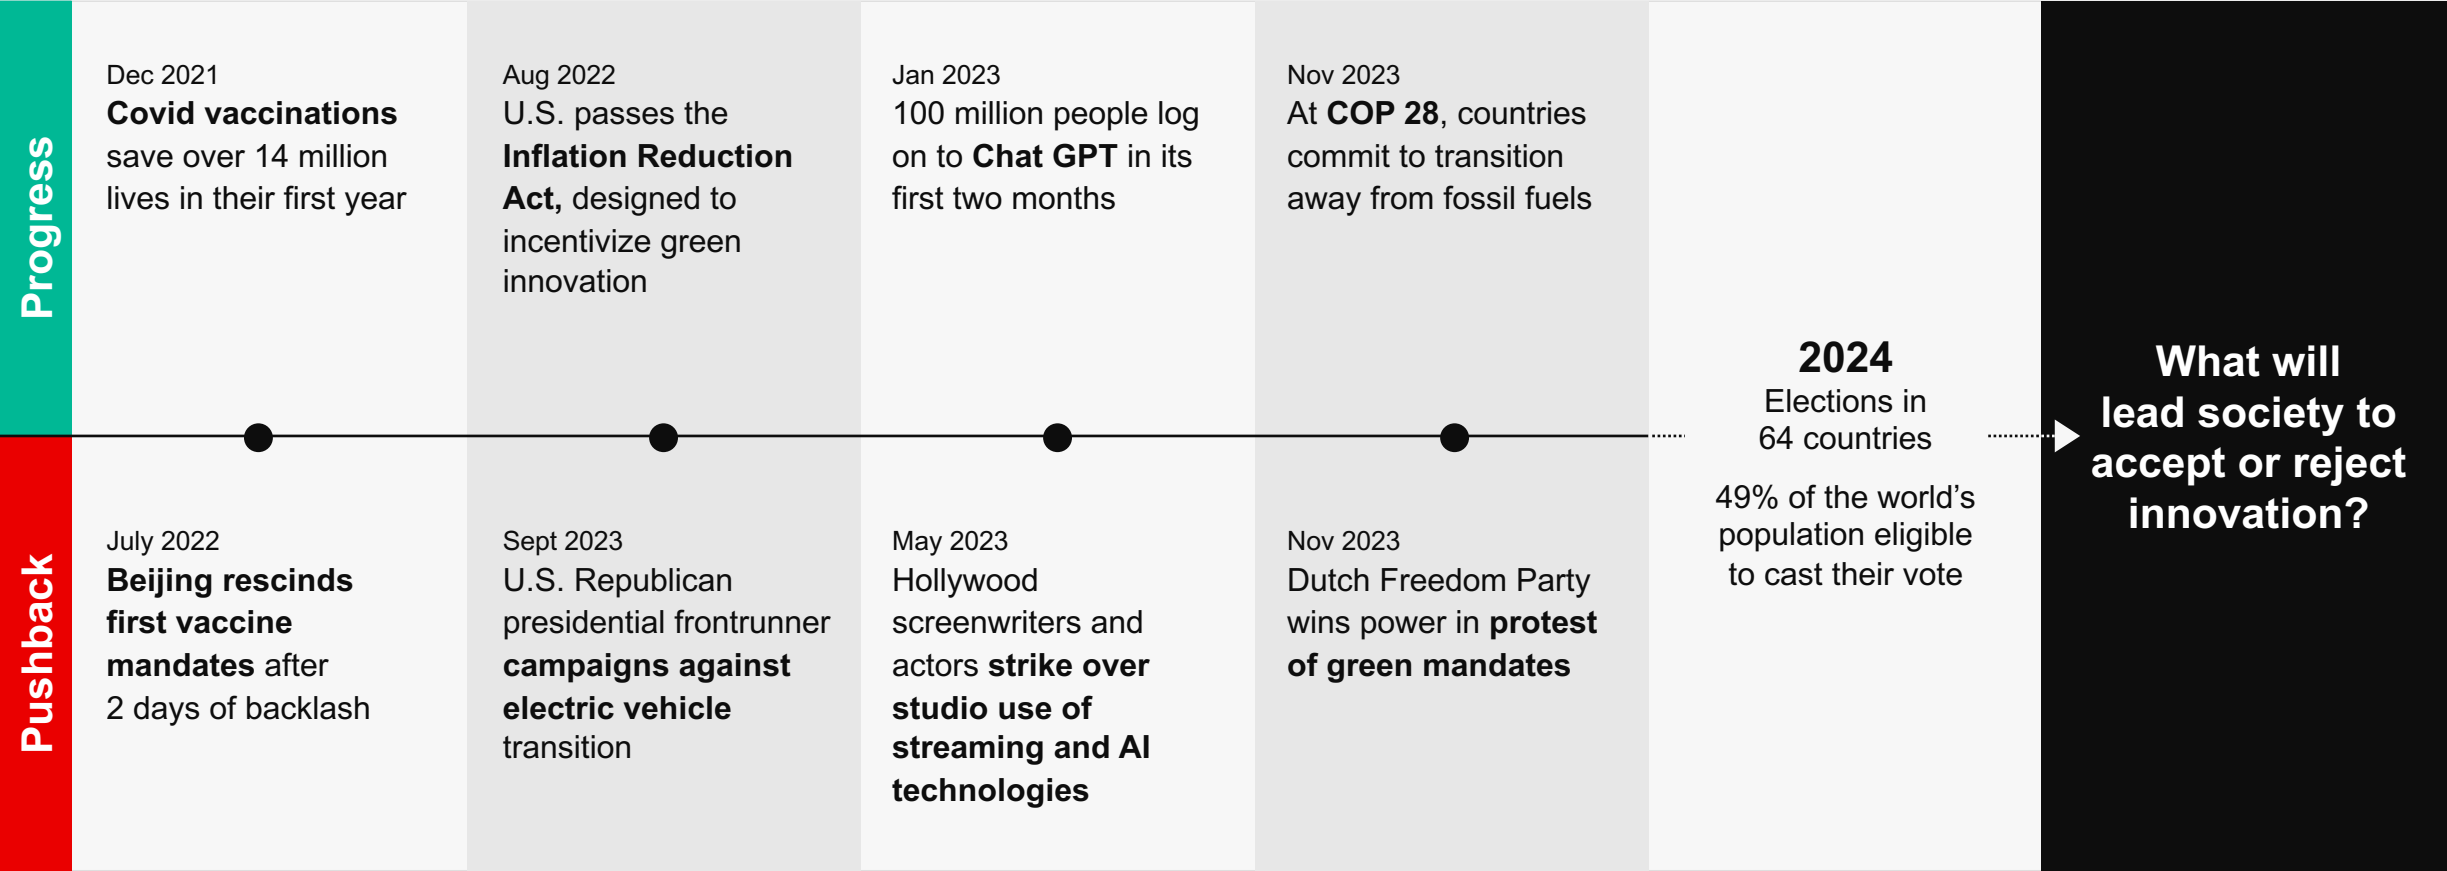 Progress
Dec 2021
Covid vaccinations
save over 14 million
lives in their first year
Aug 2022
U.S. passes the
Inflation Reduction
Act, designed to
incentivize green
innovation
Jan 2023
100 million people log
on to Chat GPT in its
first two months
Nov 2023
At COP 28, countries
commit to transition
away from fossil fuels
Pushback
July 2022
Beijing rescinds
first vaccine
mandates after
2 days of backlash
Sept 2023
U.S. Republican
presidential frontrunner
campaigns against
electric vehicle
transition
May 2023
Hollywood
screenwriters and
actors strike over
studio use of
streaming and AI
technologies
Nov 2023
Dutch Freedom Party
wins power in protest
of green mandates
2024
Elections in
64 countries
49% of the world's
population eligible
to cast their vote
What will
lead society to
accept or reject
innovation?